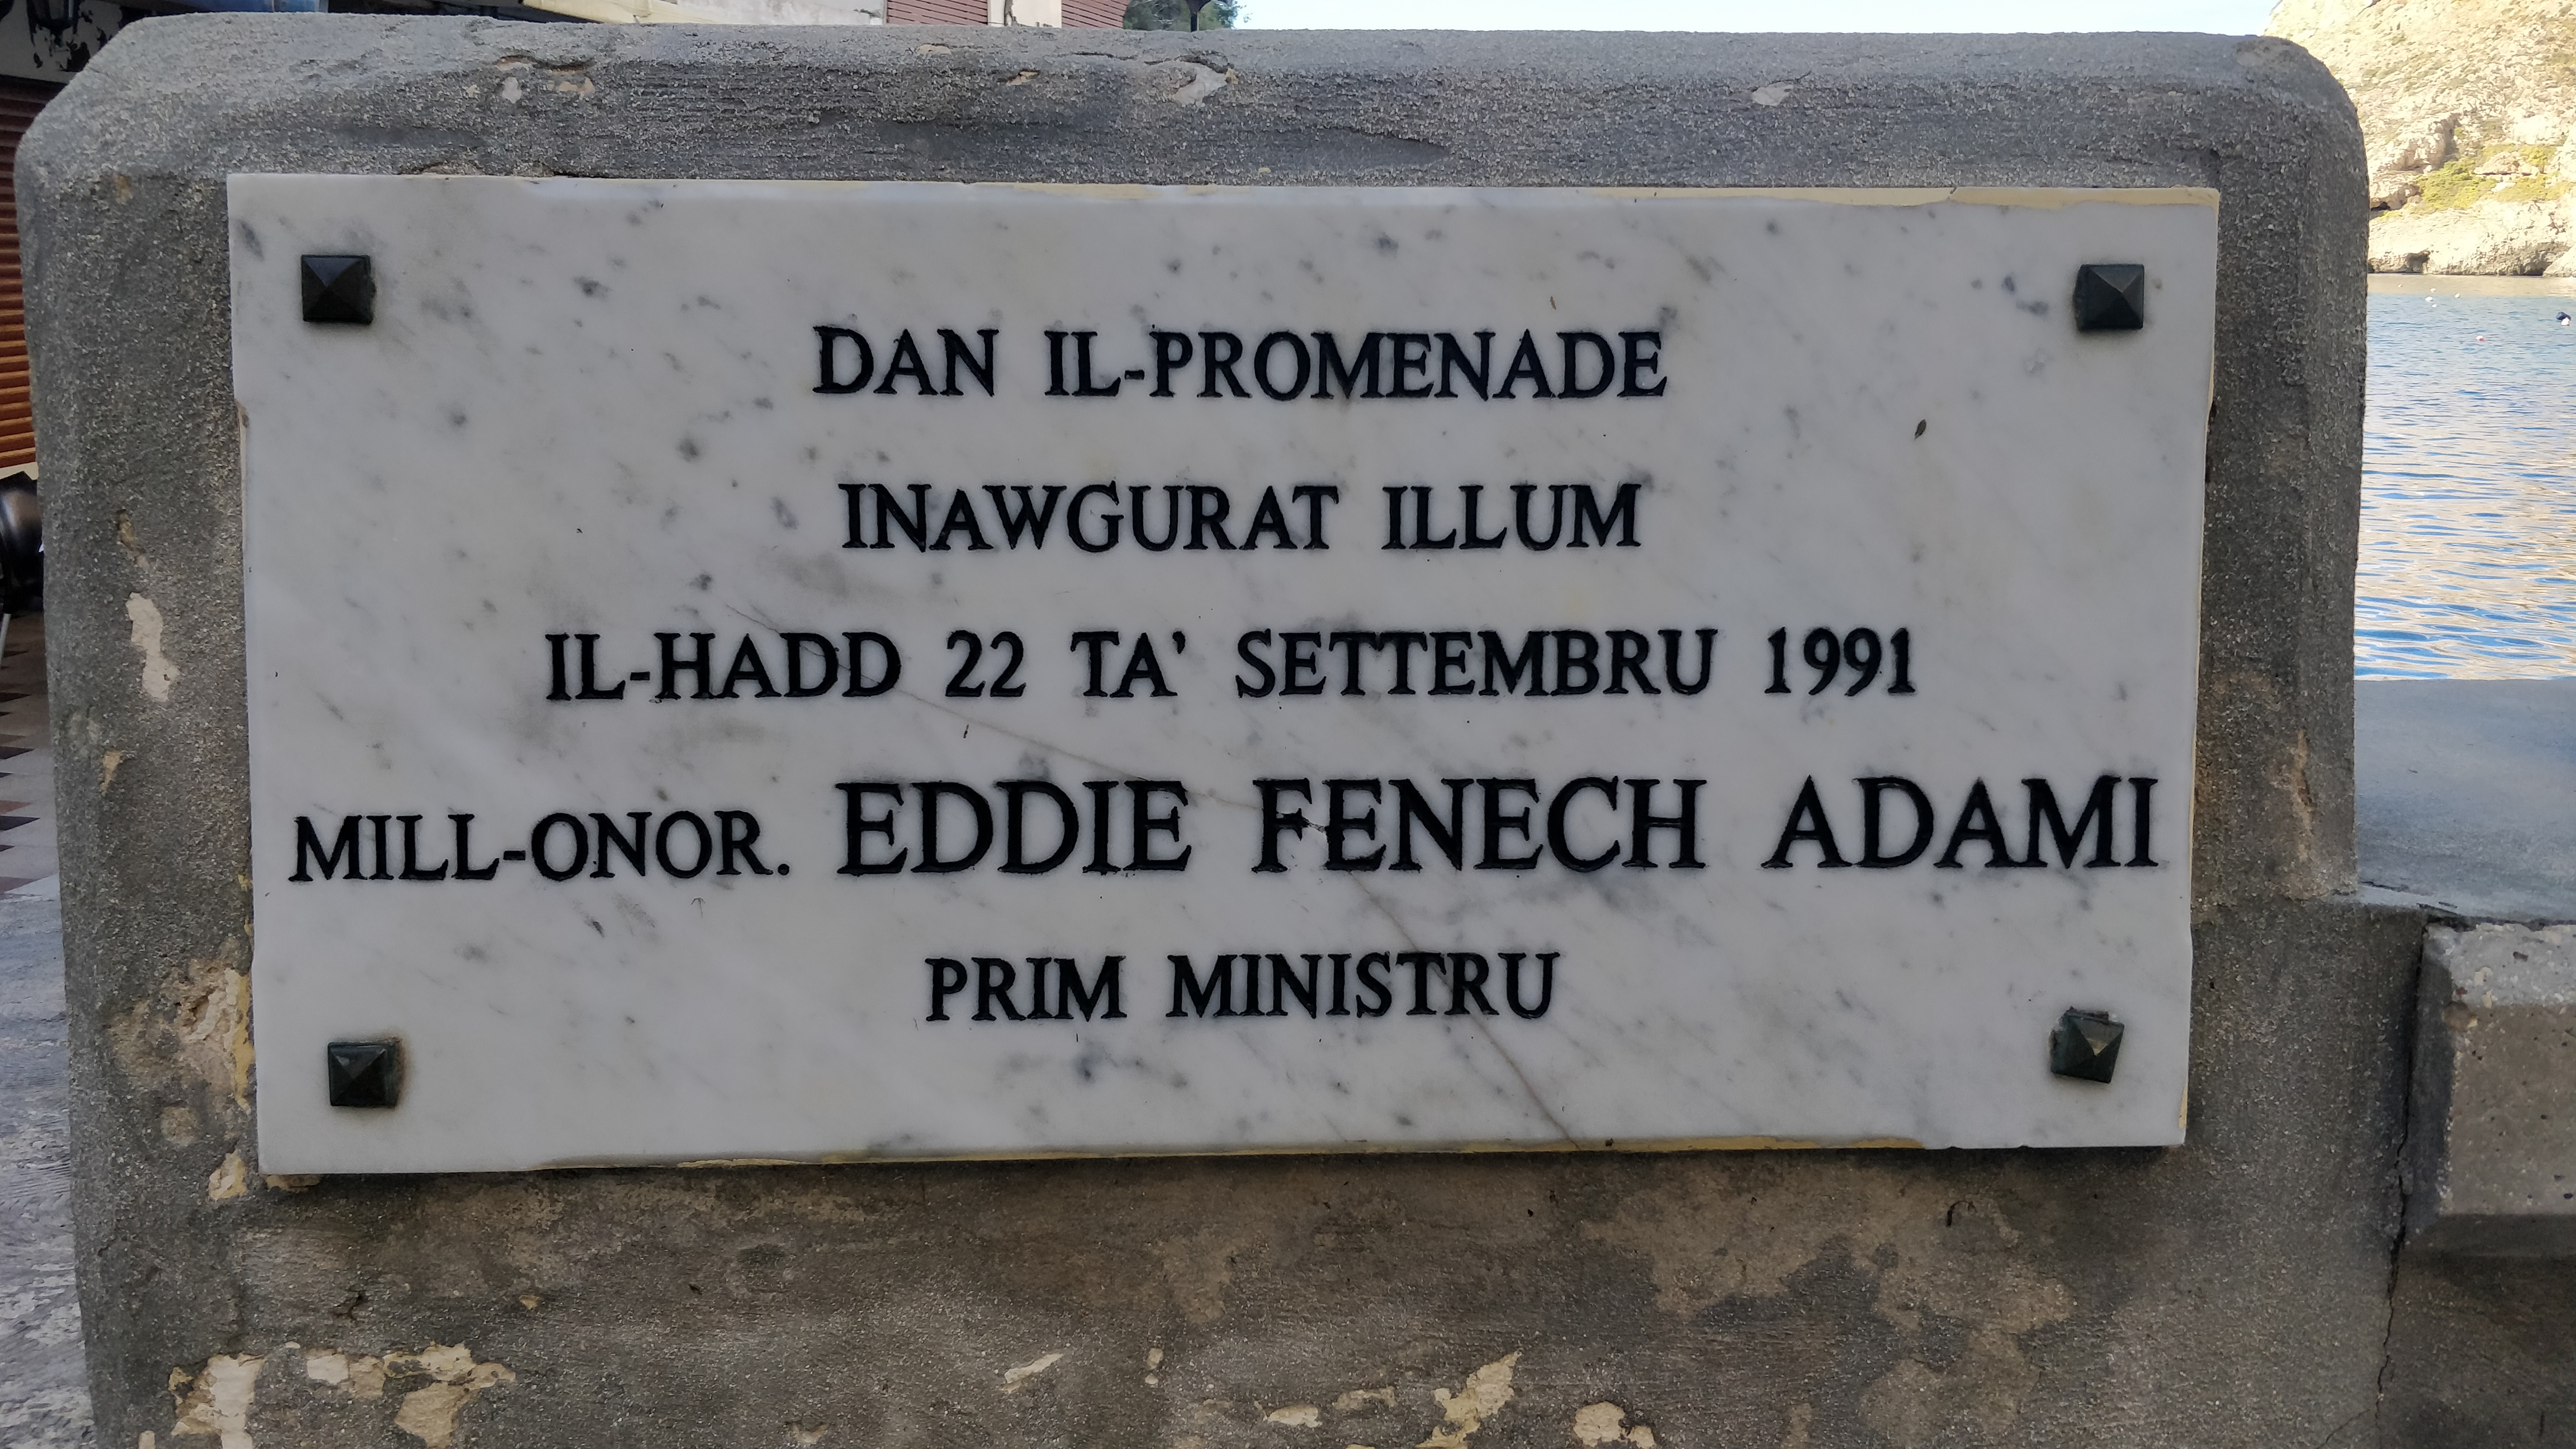 DAN IL-PROMENADE
INAWGURAT ILLUM
IL-HADD 22 TA' SETTEMBRU 1991
MILL-ONOR. EDDIE FENECH ADAMI
PRIM MINISTRU